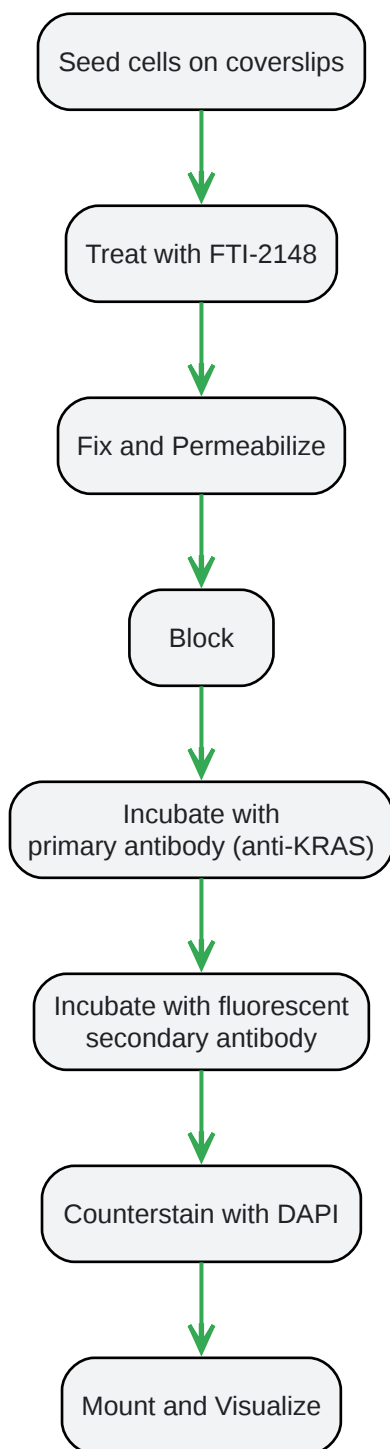 Seed cells on coverslips
Treat with FTI-2148
Fix and Permeabilize
Block
Incubate with
primary antibody (anti-KRAS)
Incubate with fluorescent
secondary antibody
Counterstain with DAPI
Mount and Visualize